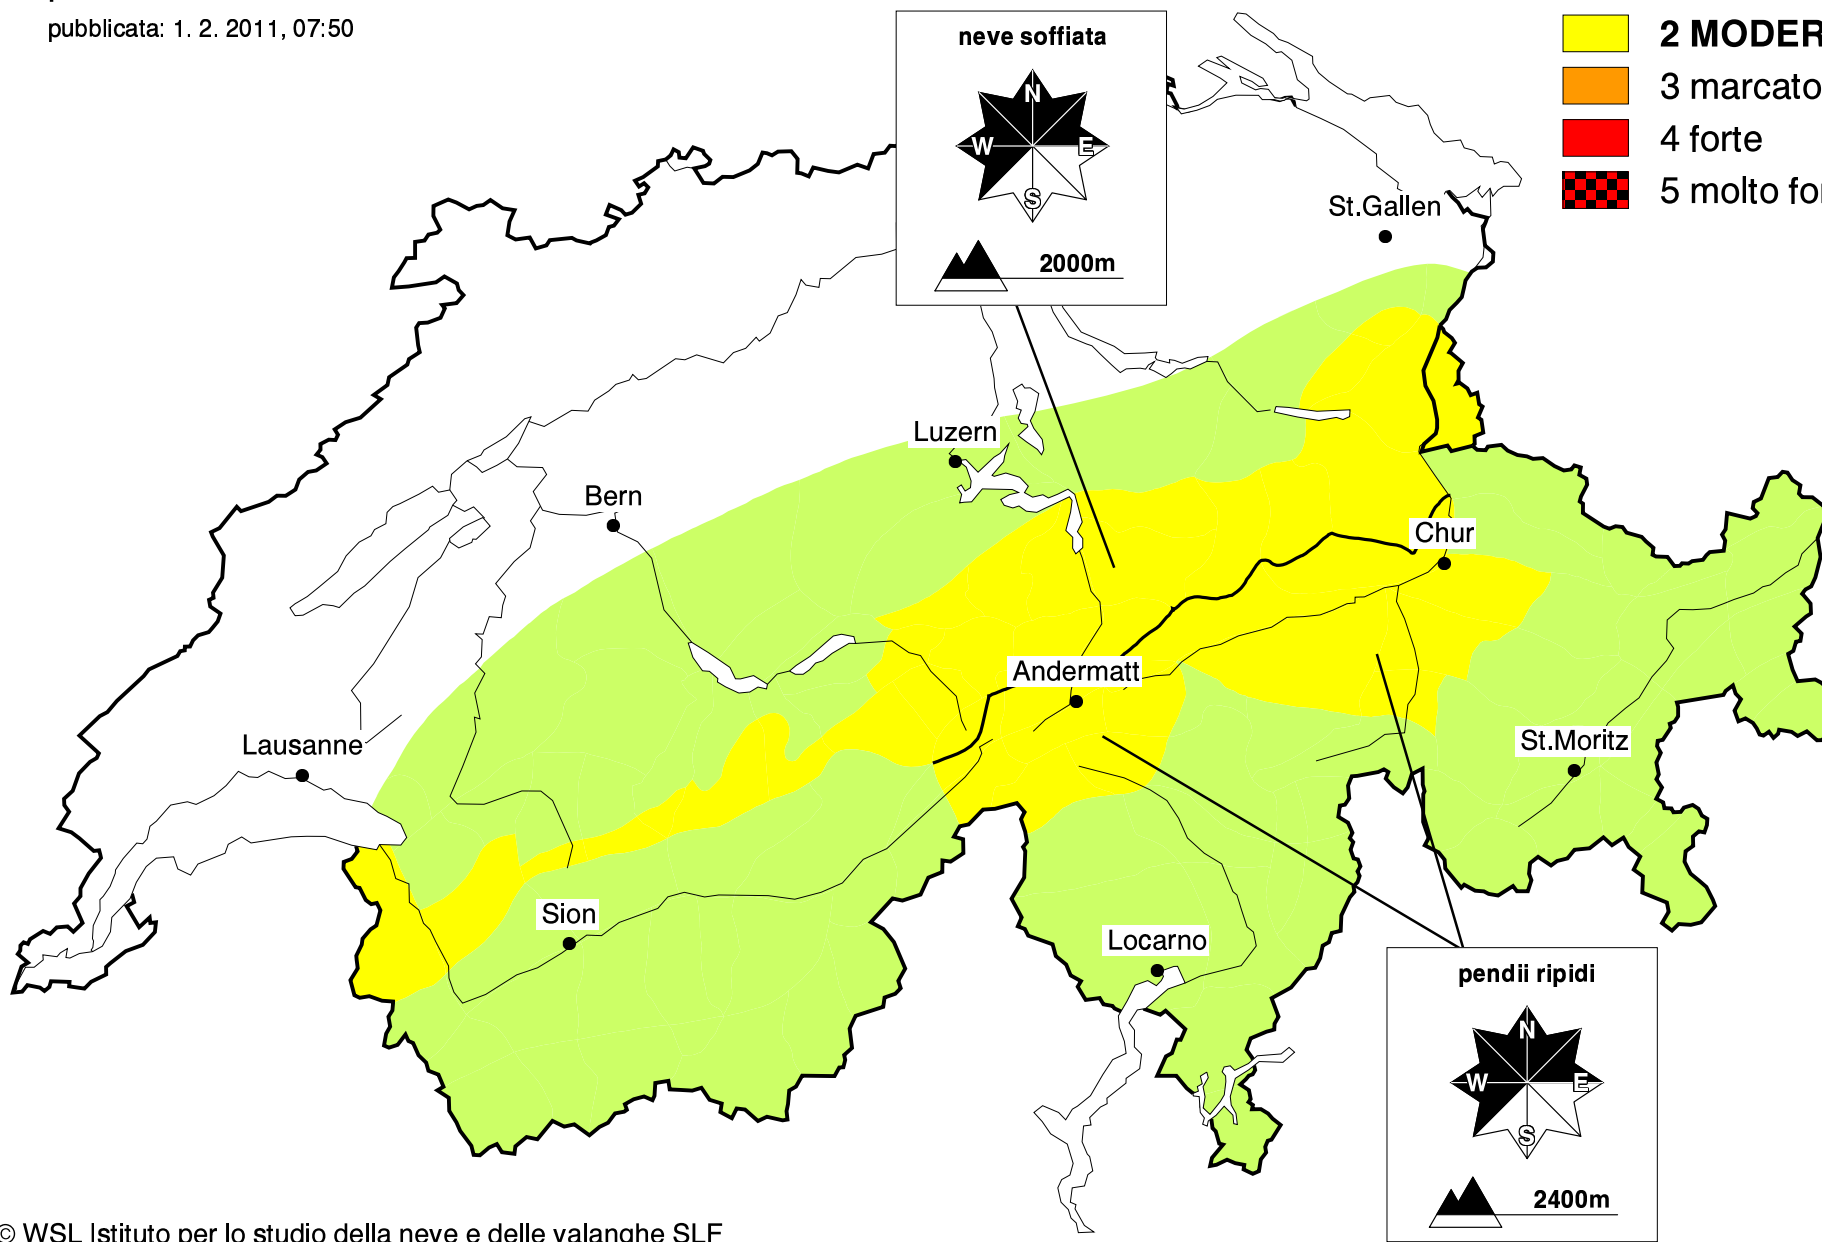 pubblicata: 1. 2. 2011, 07:50
neve soffiata
N
W
E
S
2000m
2 MODER
3 marcato
4 forte
5 molto for
St.Gallen
Luzern
Bern
Chur
Andermatt
Lausanne
St.Moritz
Sion
Locarno
pendii ripidi
N
W
E
S
2400m
© WSL Istituto per lo studio della neve e delle valanghe SLF